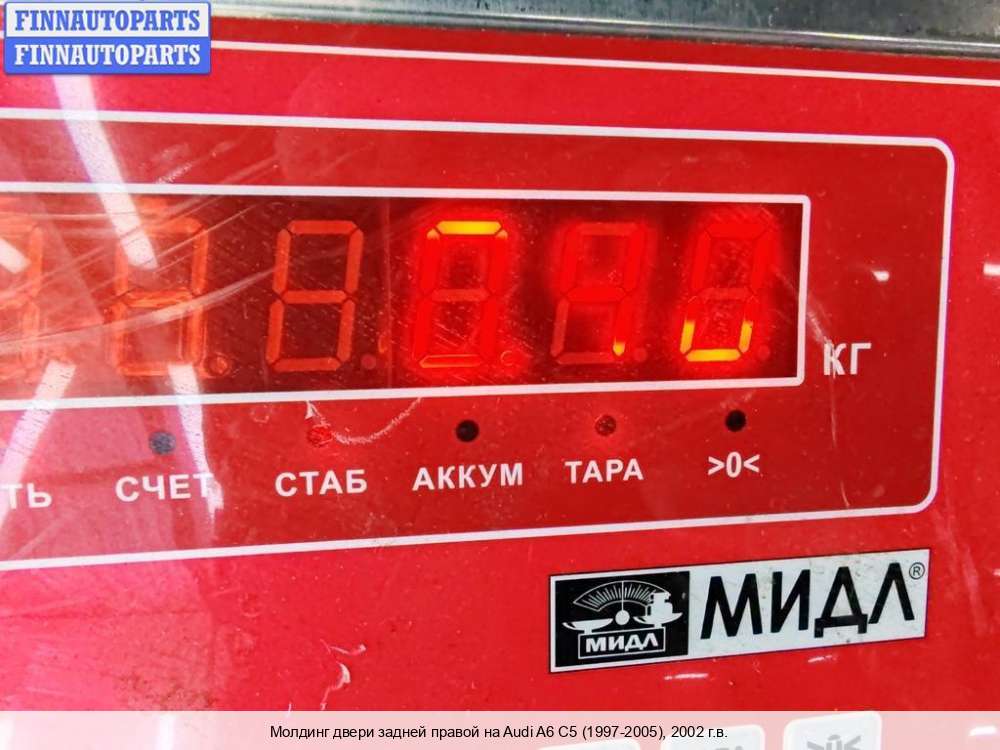 FINNAUTOPARTS
FINNAUTOPARTS
КГ
ТЬ СЧЕТ СТАБ АККУМ ТАРА >0<
МИДЛ
МИДЛ®
Молдинг двери задней правой на Audi A6 C5 (1997-2005), 2002 г.в.